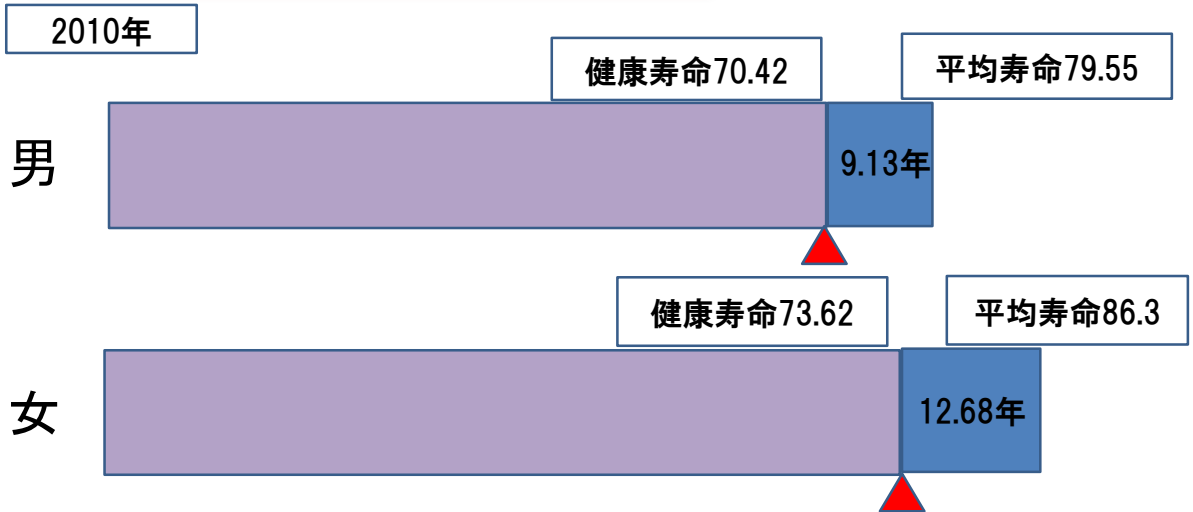 2010年
健康寿命70.42
平均寿命79.55
男
9.13年
健康寿命73.62
平均寿命86.3
女
12.68年